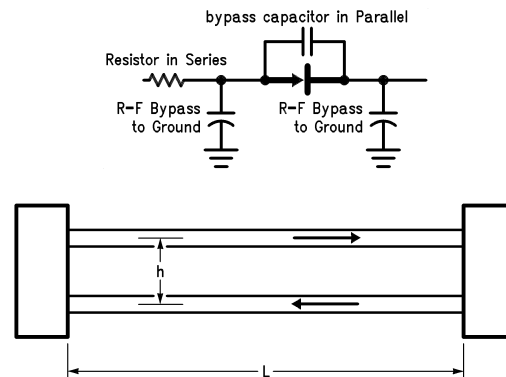 bypass capacitor in Parallel
Resistor in Series
R-F Bypass
to Ground
R-F Bypass
to Ground
h
L